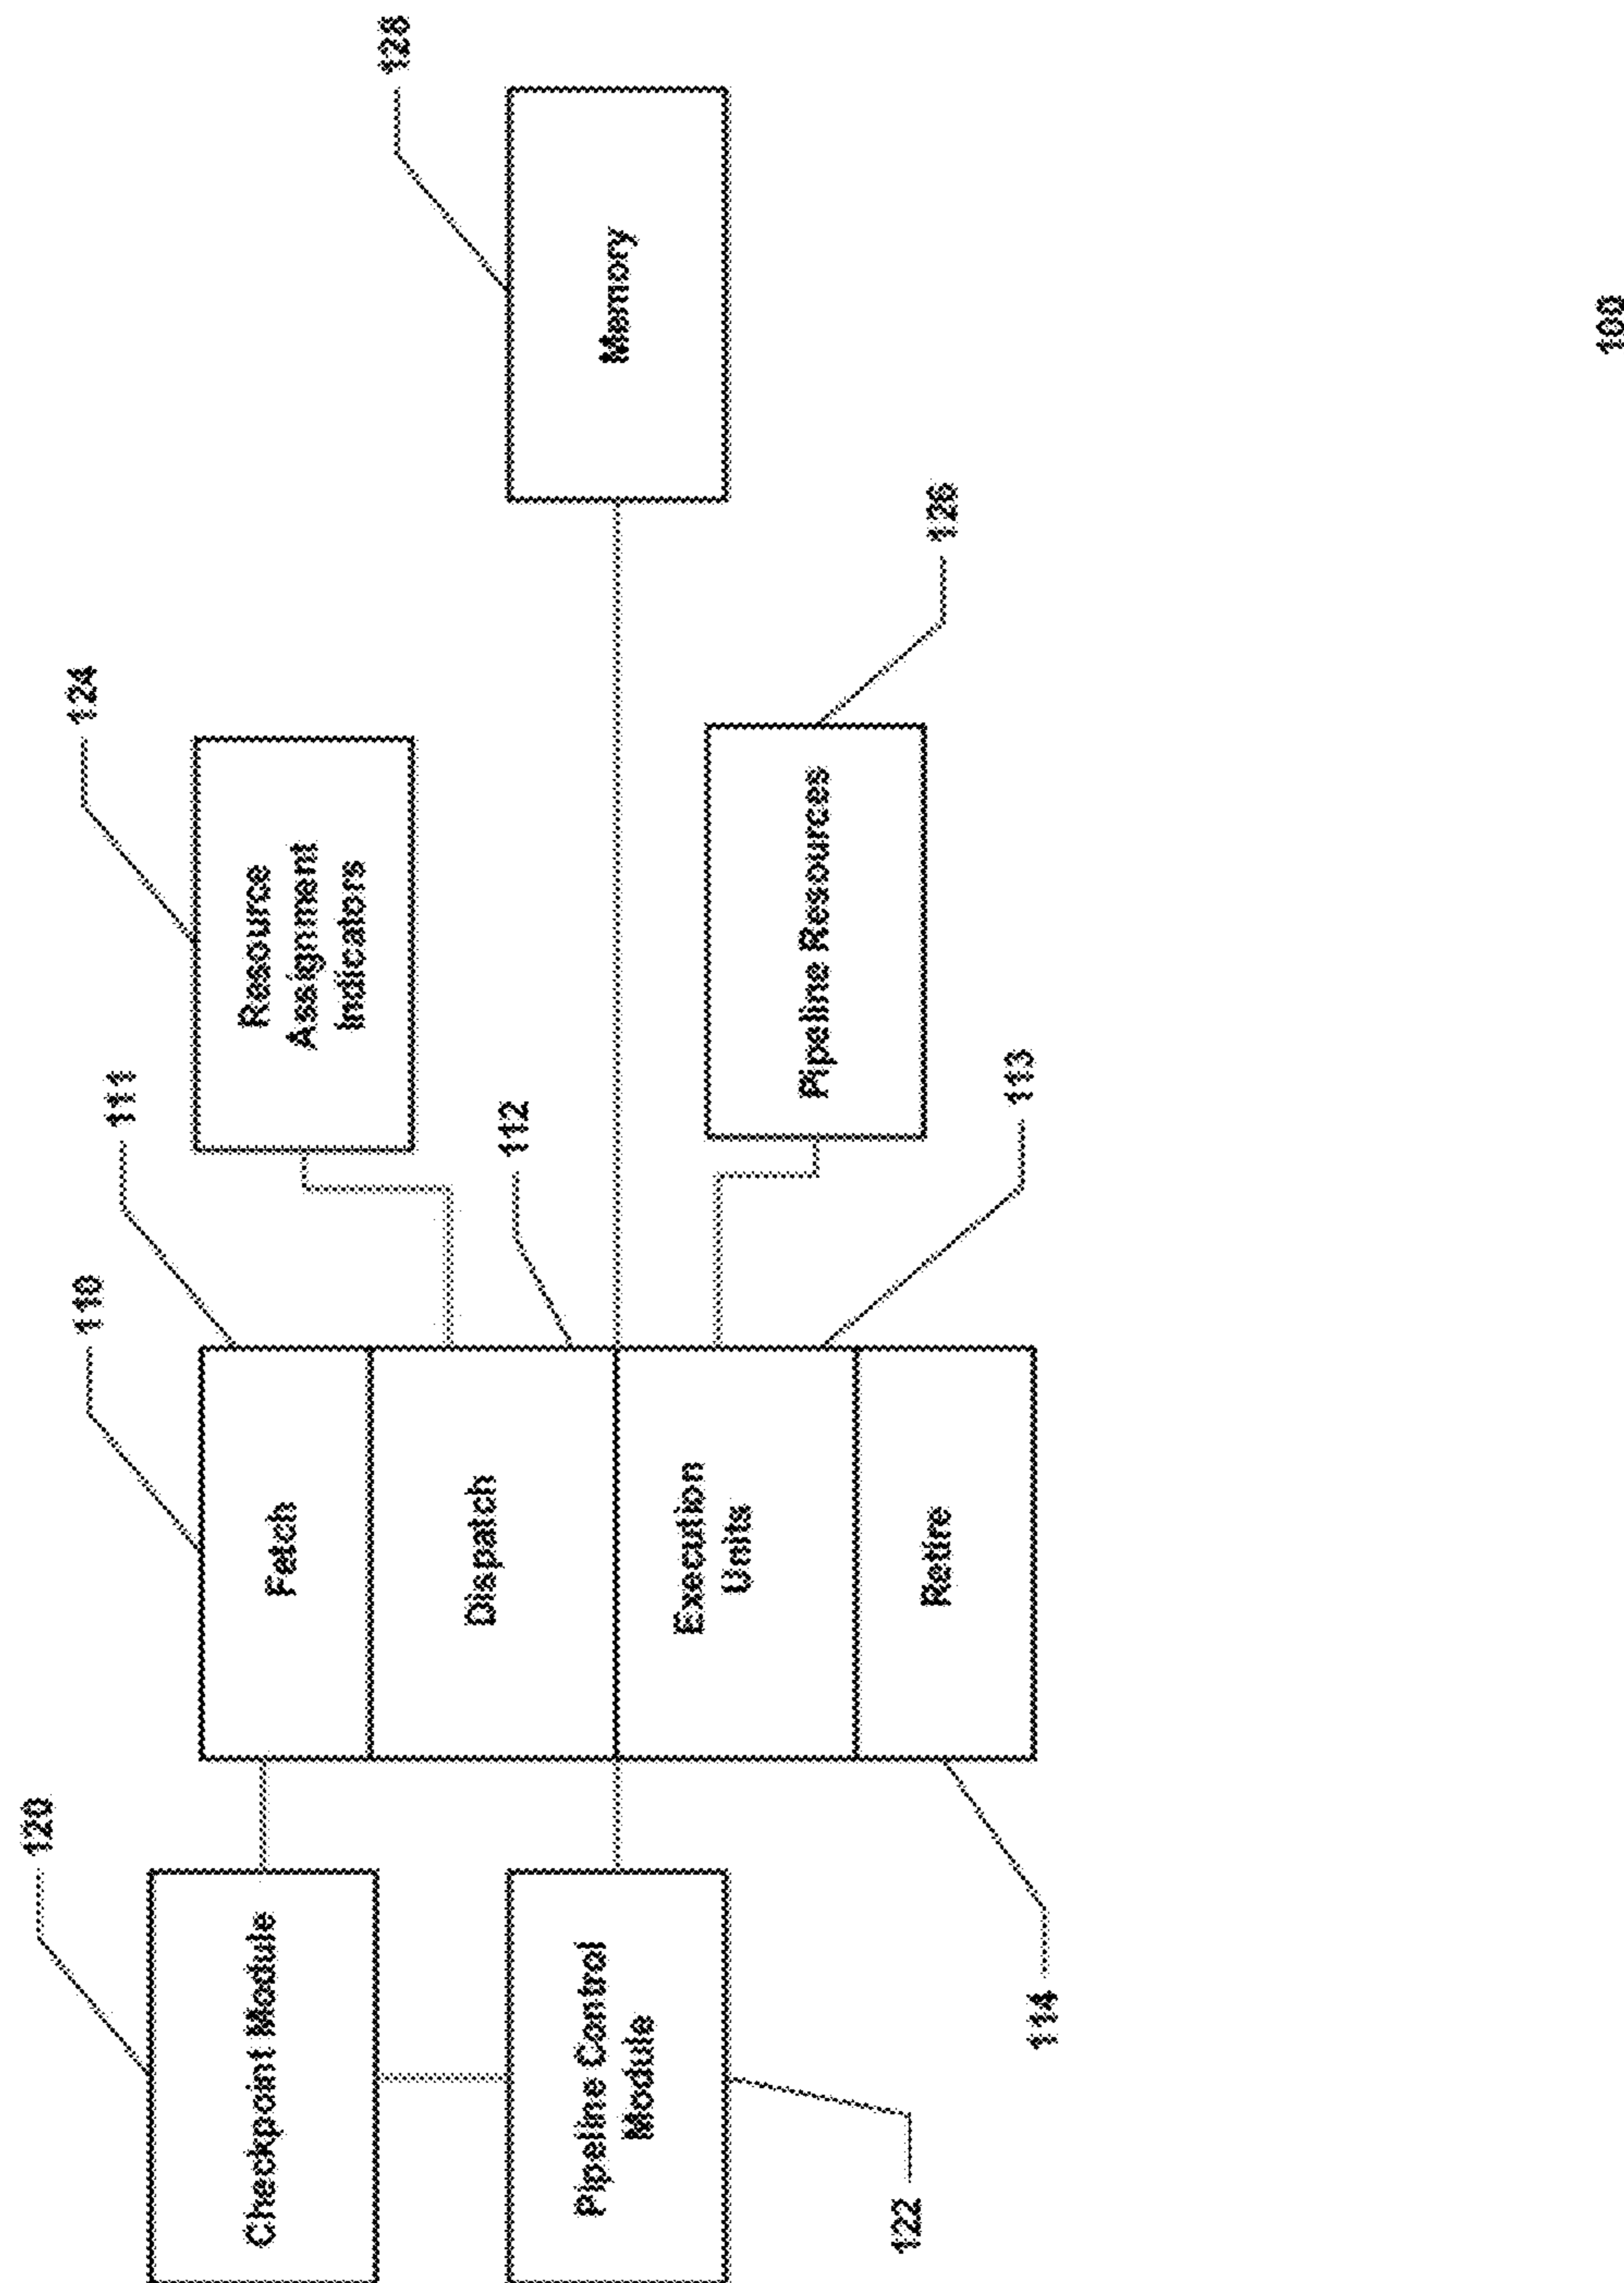 120
110
124
111
Checkpoint Module
Fetch
Resource
Assignment
Indicators
128
Dispatch
112
Pipeline Control
Module
Memory
Execution
Units
Pipeline Resources
122
Retire
126
113
114
100